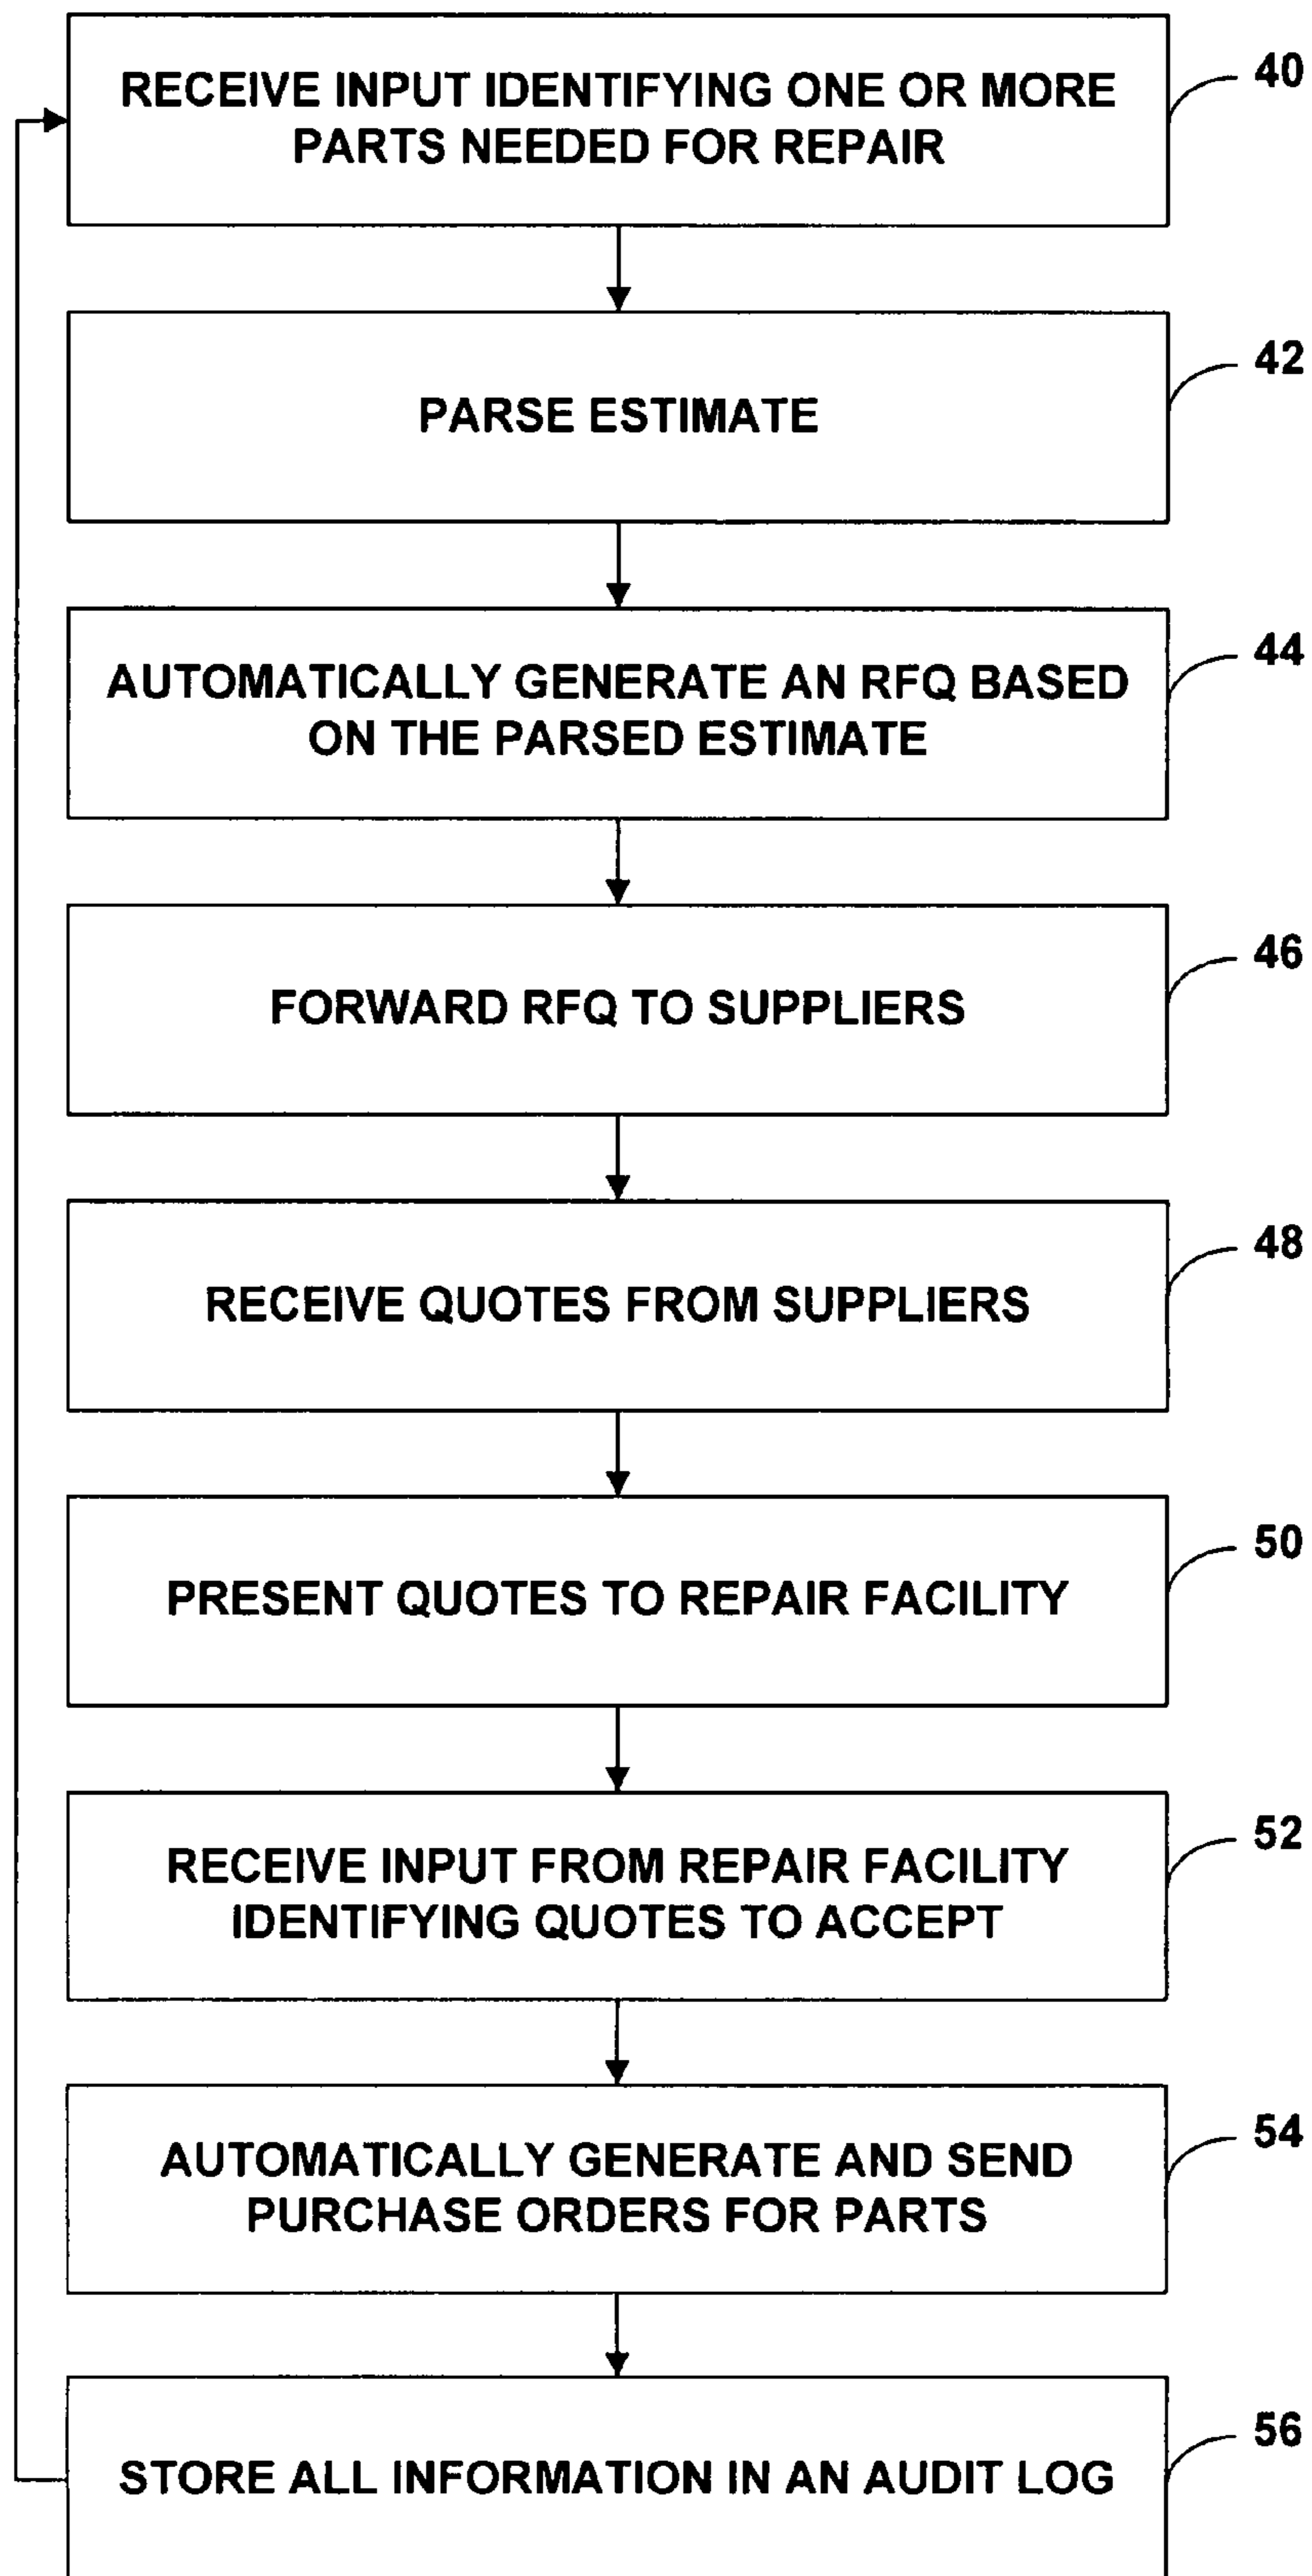 RECEIVE INPUT IDENTIFYING ONE OR MORE
PARTS NEEDED FOR REPAIR
40
PARSE ESTIMATE
42
AUTOMATICALLY GENERATE AN RFQ BASED
ON THE PARSED ESTIMATE
44
FORWARD RFQ TO SUPPLIERS
46
RECEIVE QUOTES FROM SUPPLIERS
48
PRESENT QUOTES TO REPAIR FACILITY
50
RECEIVE INPUT FROM REPAIR FACILITY
IDENTIFYING QUOTES TO ACCEPT
52
AUTOMATICALLY GENERATE AND SEND
PURCHASE ORDERS FOR PARTS
54
STORE ALL INFORMATION IN AN AUDIT LOG
56